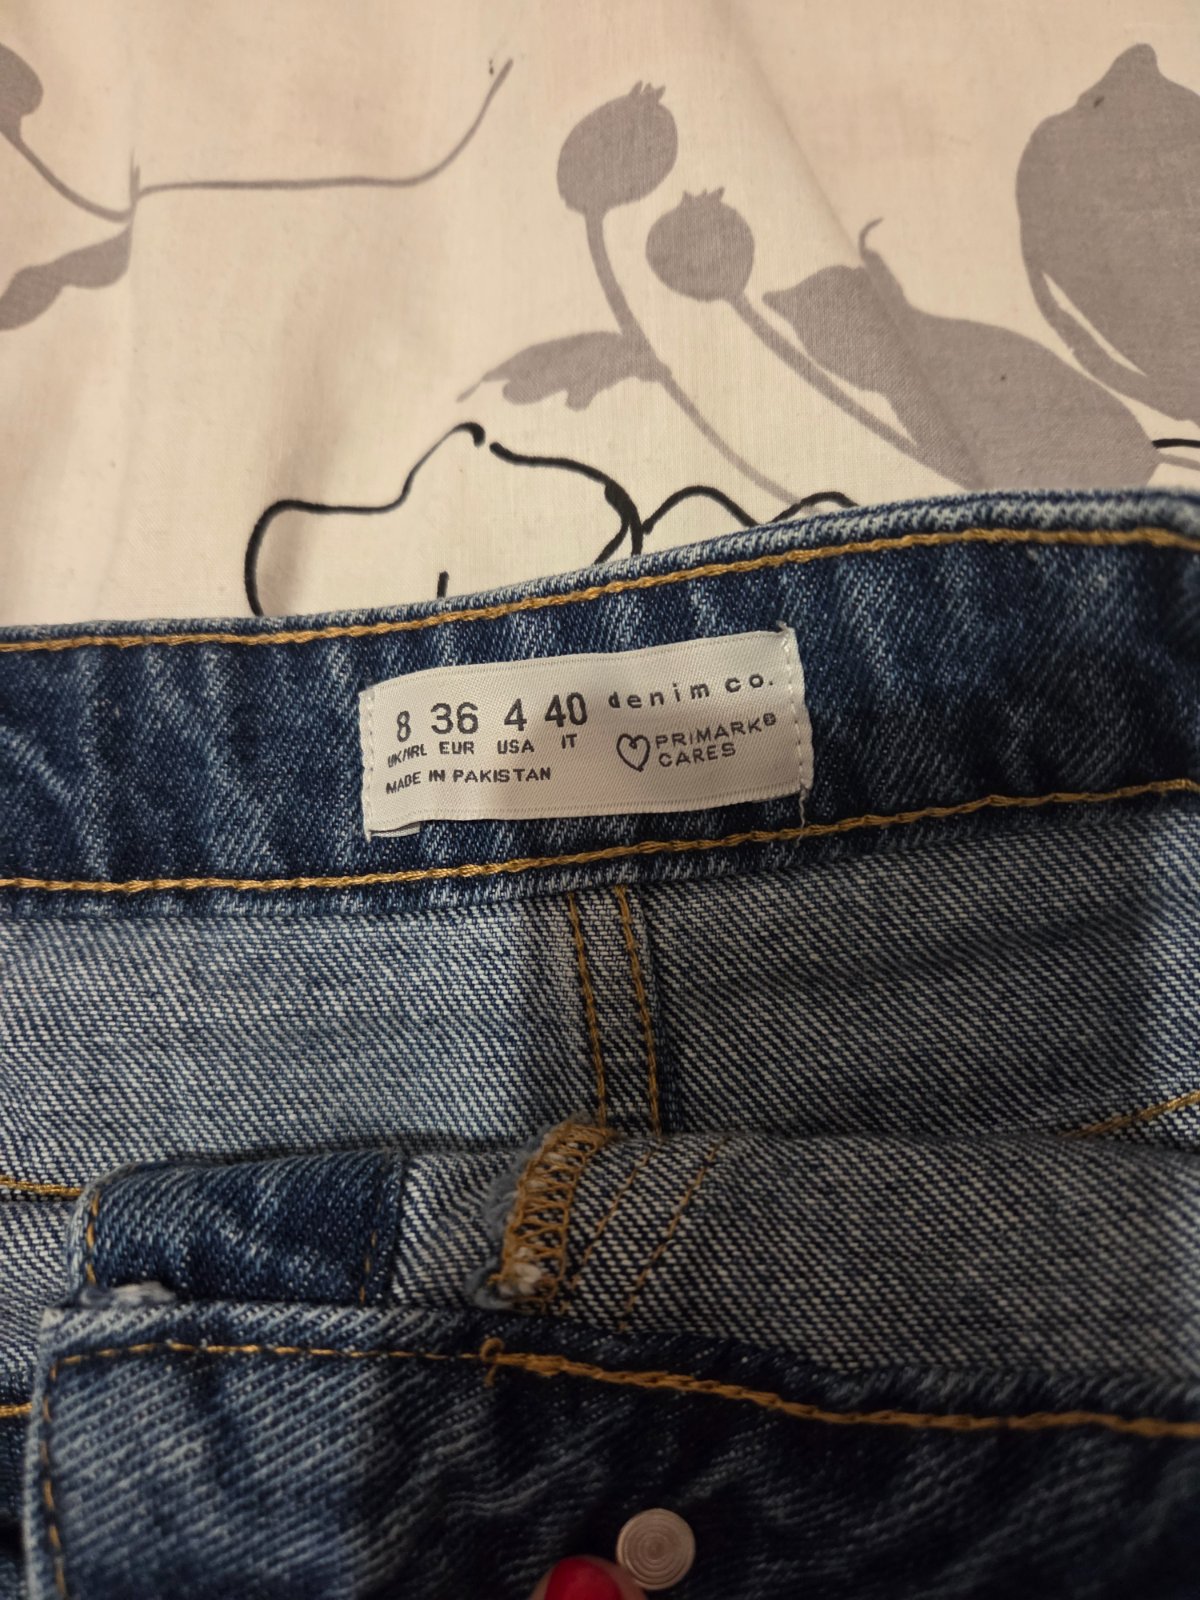 8 36 4 40 denim co.
UK/IRL EUR USA IT PRIMARK®
CARES
MADE IN PAKISTAN